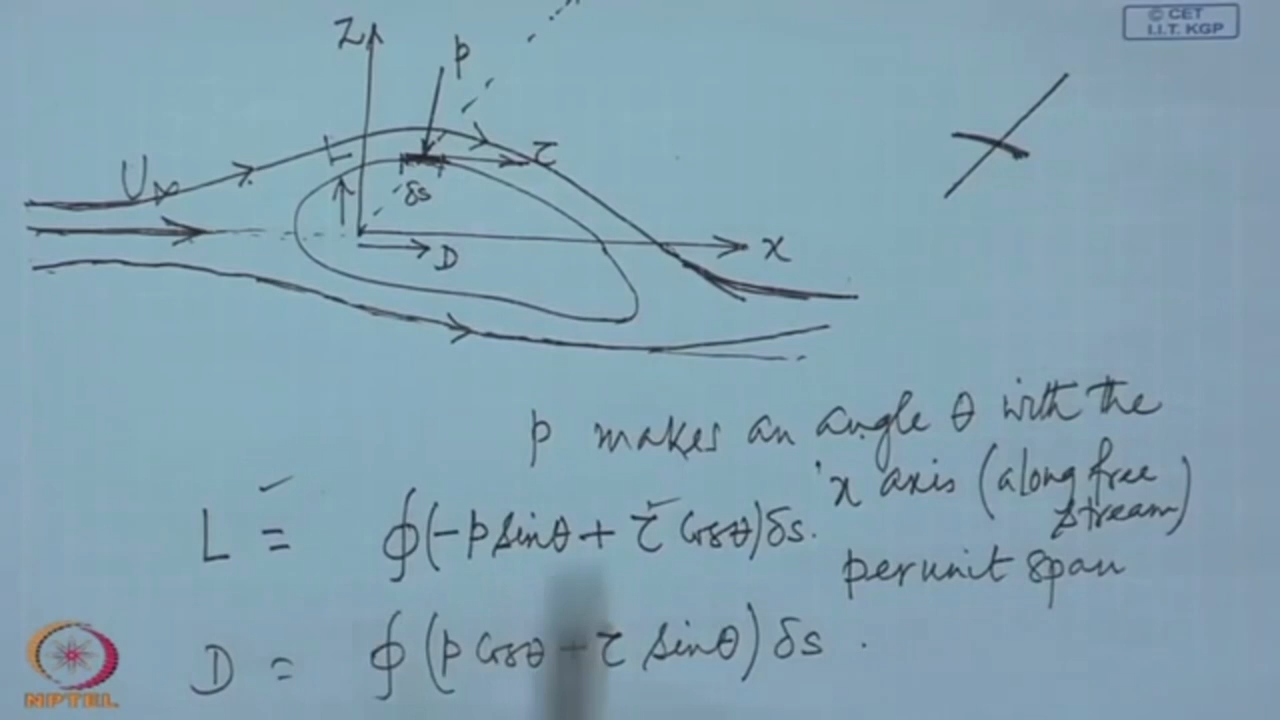 © CET
I.I.T. KGP
Z
p
L
τ
U∞
δs
x
D
p makes an angle θ with the
x axis (along free
stream)
L = ∮(-p sinθ + τ cosθ)δs.
per unit span
D = ∮(p cosθ + τ sinθ)δs.
NPTEL